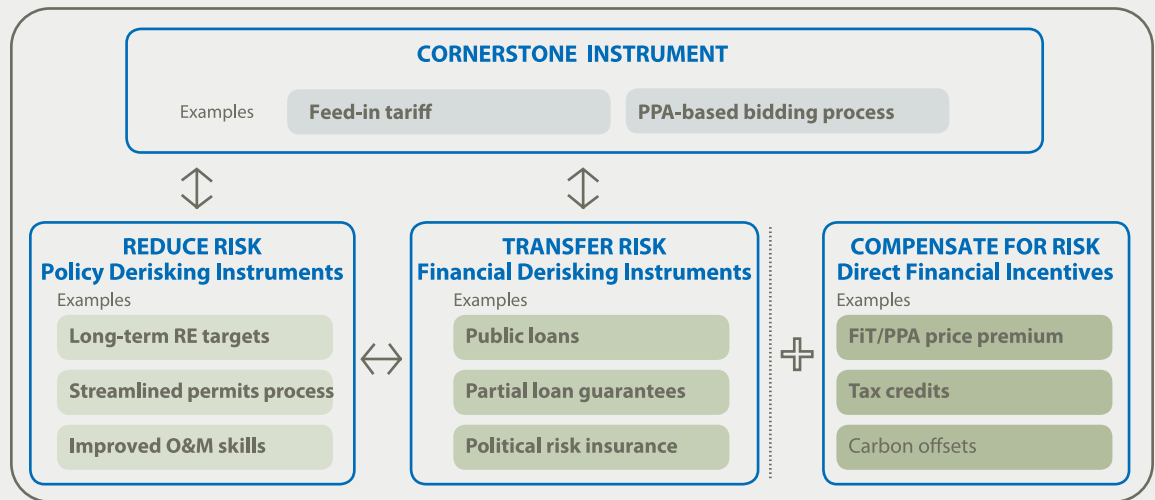 CORNERSTONE INSTRUMENT
Examples
Feed-in tariff
PPA-based bidding process
REDUCE RISK
Policy Derisking Instruments
Examples
Long-term RE targets
Streamlined permits process
Improved O&M skills
TRANSFER RISK
Financial Derisking Instruments
Examples
Public loans
Partial loan guarantees
Political risk insurance
COMPENSATE FOR RISK
Direct Financial Incentives
Examples
FiT/PPA price premium
Tax credits
Carbon offsets